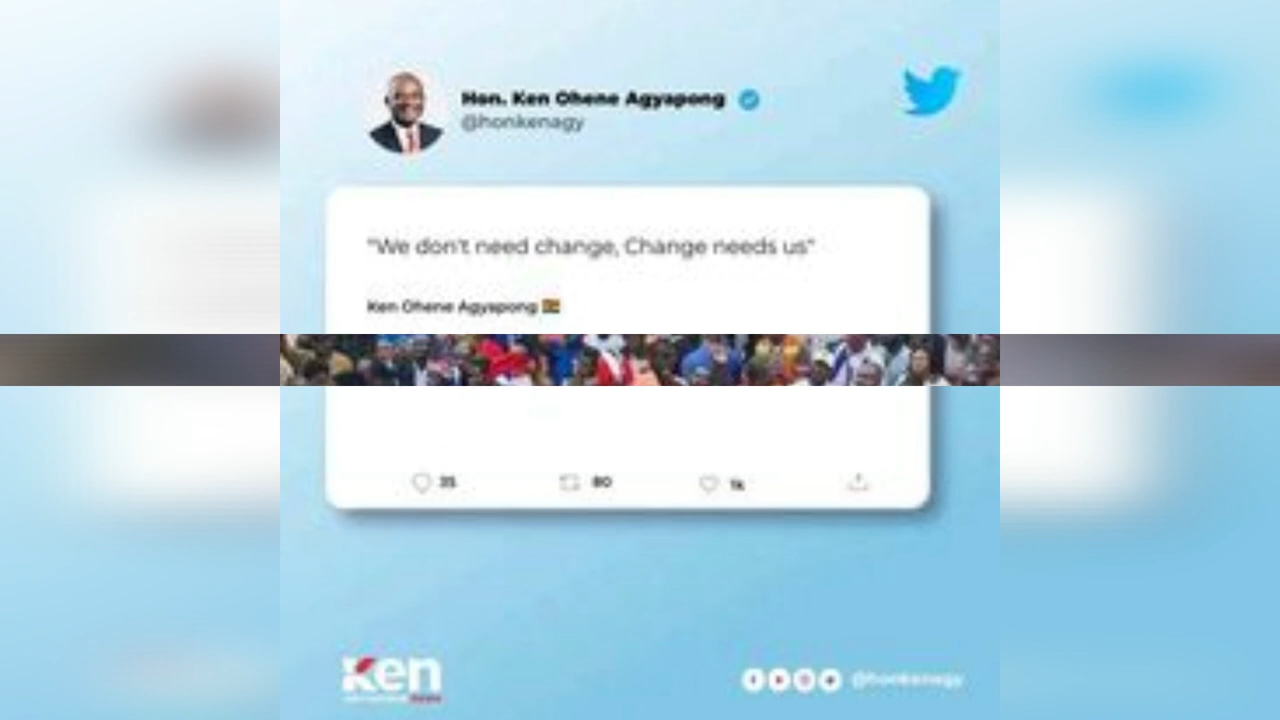 Hon. Ken Ohene Agyapong
@honkenagy
"We don't need change, Change needs us"
Ken Ohene Agyapong 🇬🇭
35 80 1k
Ken
@honkenagy